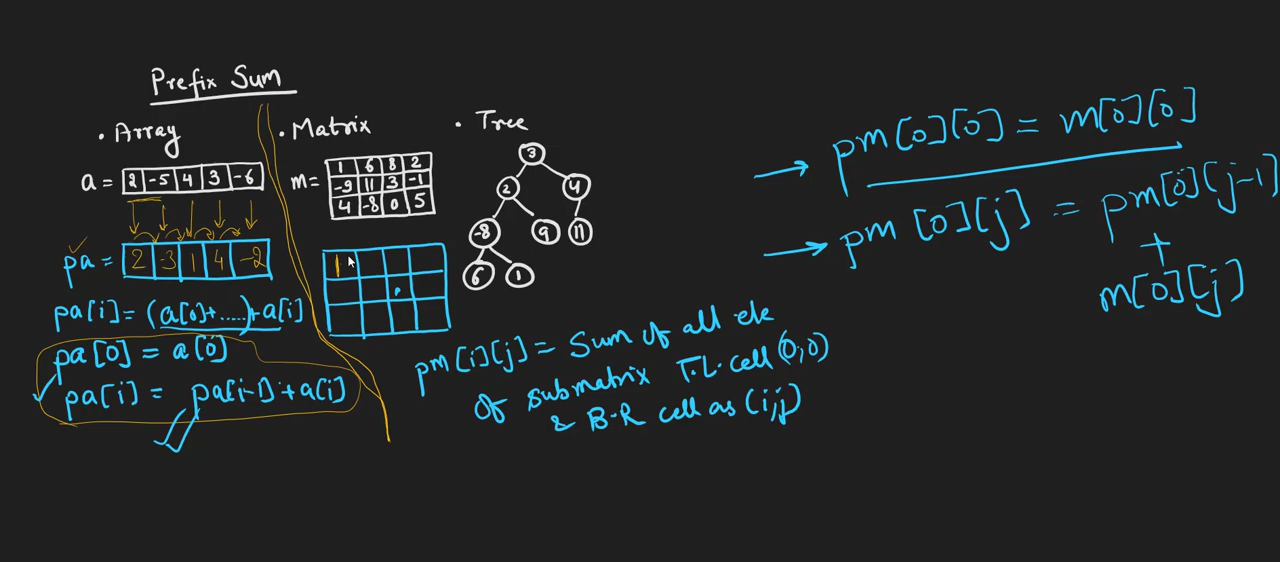 Prefix Sum
• Array
a = 2 -5 4 3 -6
pa = 2 -3 1 4 -2
pa[i] = (a[0]+.....)+a[i]
pa[0] = a[0]
pa[i] = pa[i-1]+a[i]
• Matrix
m = 1 6 8 2
-9 11 3 -1
4 -8 0 5
1
pm[i][j] = Sum of all ele
of submatrix T.L. cell (0,0)
& B-R cell as (i,j)
• Tree
3
2 4
-8 9 11
6 1
pm[0][0] = m[0][0]
pm[0][j] = pm[0][j-1]
+
m[0][j]